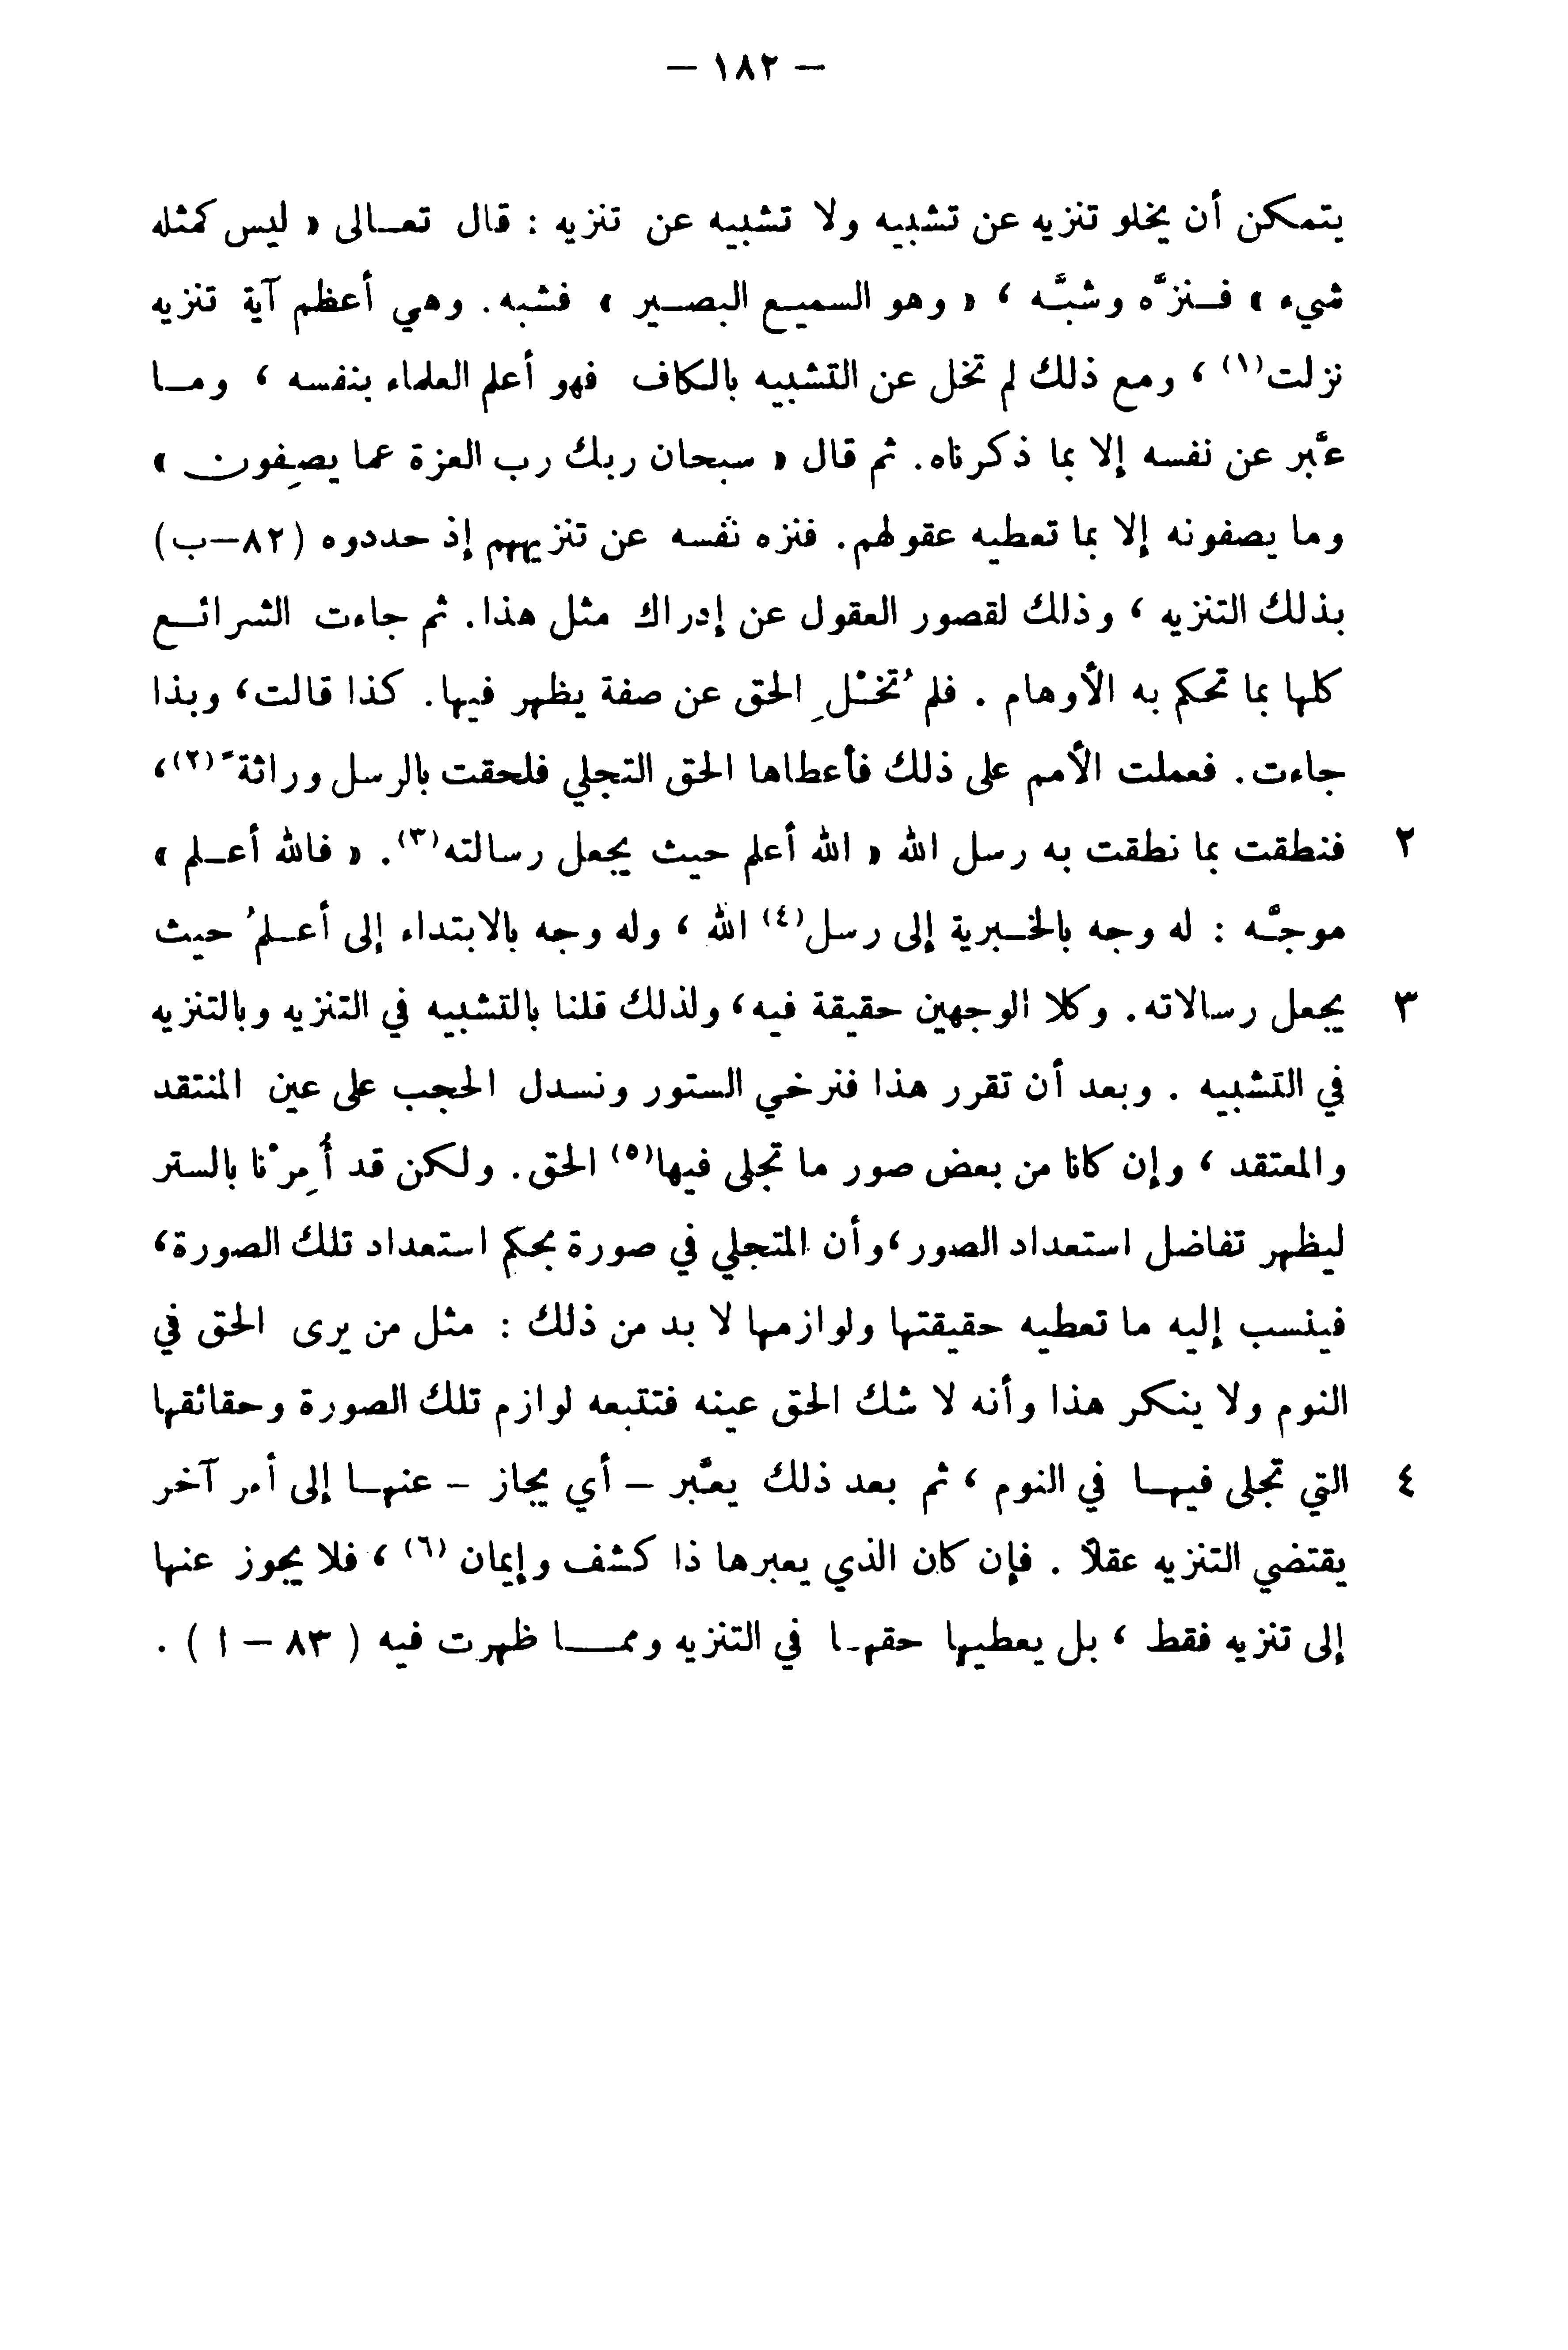 — ١٨٢ —
يتمكن أن يخلو تنزيه عن تشبيه ولا تشبيه عن تنزيه : قال تعالى « ليس كمثله
شيء » فنزَّه وشبَّه ، « وهو السميع البصير » فشبه. وهي أعظم آية تنزيه
نزلت(١) ، ومع ذلك لم تخل عن التشبيه بالكاف فهو أعلم العلماء بنفسه ، وما
عبَّر عن نفسه إلا بما ذكرناه. ثم قال « سبحان ربك رب العزة عما يصِفون »
وما يصفونه إلا بما تعطيه عقولهم. فنزه نفسه عن تنزيههم إذ حددوه (٨٢—ب)
بذلك التنزيه ، وذلك لقصور العقول عن إدراك مثل هذا. ثم جاءت الشرائع
كلها بما تحكم به الأوهام . فلم تُخْلِ الحق عن صفة يظهر فيها. كذا قالت، وبذا
جاءت. فعملت الأمم على ذلك فأعطاها الحق التجلي فلحقت بالرسل وراثةً(٢)،
٢ فنطقت بما نطقت به رسل الله « الله أعلم حيث يجعل رسالته(٣). « فالله أعلم »
موجَّه : له وجه بالخبرية إلى رسل(٤) الله ، وله وجه بالابتداء إلى أعلمُ حيث
٣ يجعل رسالاته. وكلا الوجهين حقيقة فيه، ولذلك قلنا بالتشبيه في التنزيه وبالتنزيه
في التشبيه . وبعد أن تقرر هذا فنرخي الستور ونسدل الحجب على عين المنتقد
والمعتقد ، وإن كانا من بعض صور ما تجلى فيها(٥) الحق. ولكن قد أُمِرْنا بالستر
ليظهر تفاضل استعداد الصور، وأن المتجلي في صورة بحكم استعداد تلك الصورة،
فينسب إليه ما تعطيه حقيقتها ولوازمها لا بد من ذلك : مثل من يرى الحق في
النوم ولا ينكر هذا وأنه لا شك الحق عينه فتتبعه لوازم تلك الصورة وحقائقها
٤ التي تجلى فيها في النوم ، ثم بعد ذلك يعبَّر – أي يجاز – عنها إلى أمر آخر
يقتضي التنزيه عقلاً . فإن كان الذي يعبرها ذا كشف وإيمان (٦) ، فلا يجوز عنها
إلى تنزيه فقط ، بل يعطيها حقها في التنزيه ومما ظهرت فيه ( ٨٣ – ا ) .